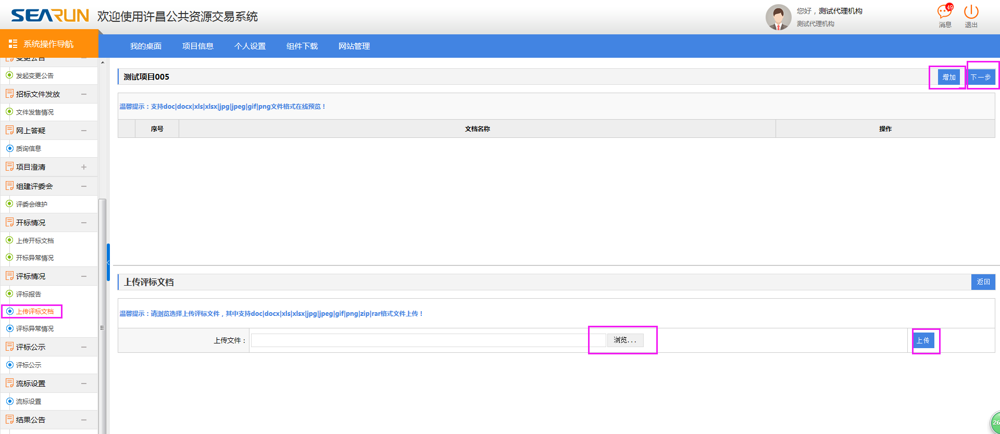 SEARUN 欢迎使用许昌公共资源交易系统
您好，测试代理机构
测试代理机构
49
消息
退出
系统操作导航
我的桌面 项目信息 个人设置 组件下载 网站管理
变更公告
发起变更公告
招标文件发放
文件发售情况
网上答疑
质询信息
项目澄清
组建评委会
评委会维护
开标情况
上传开标文档
开标异常情况
评标情况
评标报告
上传评标文档
评标异常情况
评标公示
评标公示
流标设置
流标设置
结果公告
测试项目005
增加
下一步
温馨提示：支持doc|docx|xls|xlsx|jpg|jpeg|gif|png文件格式在线预览！
序号 文档名称 操作
上传评标文档
返回
温馨提示：请浏览选择上传评标文件，其中支持doc|docx|xls|xlsx|jpg|jpeg|gif|png|zip|rar格式文件上传！
上传文件：
浏览...
上传